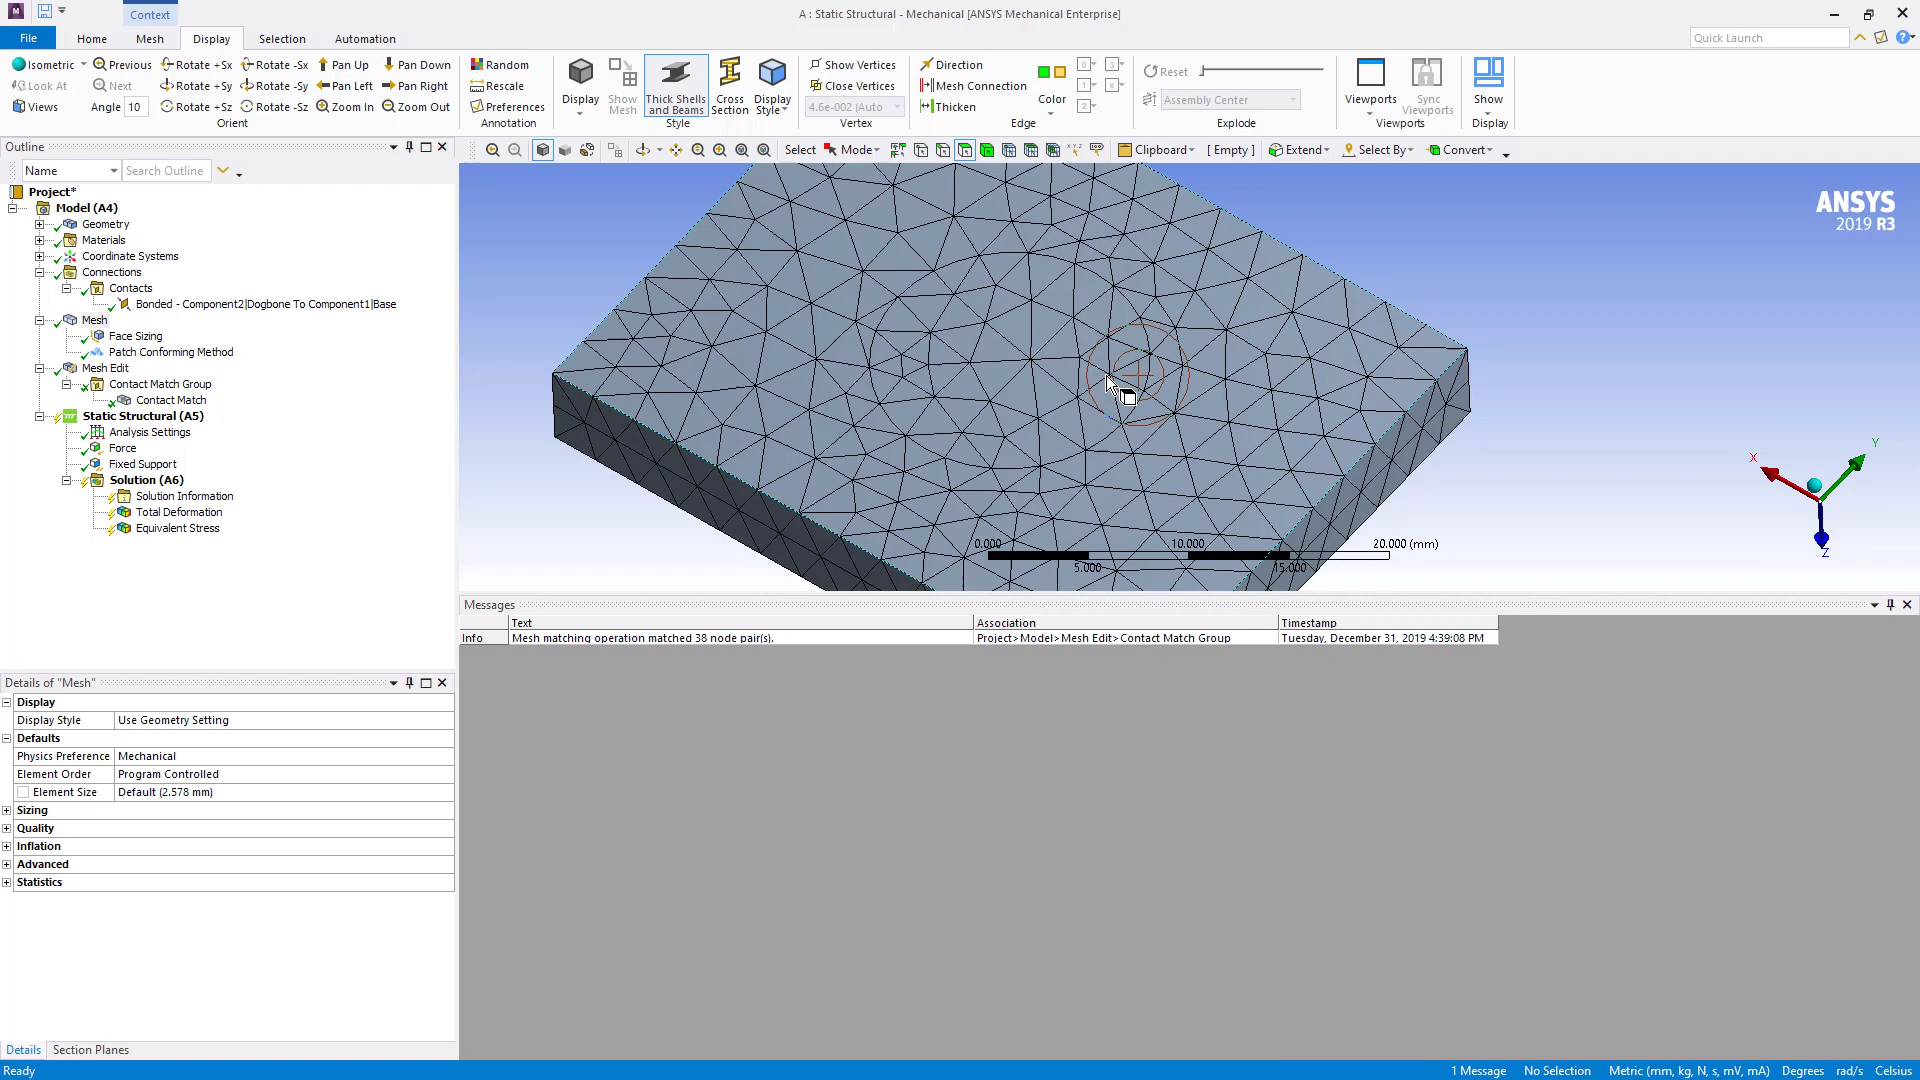 Context
A : Static Structural - Mechanical [ANSYS Mechanical Enterprise]
File Home Mesh Display Selection Automation
Quick Launch
Isometric Previous Rotate +Sx Rotate -Sx Pan Up Pan Down
Look At Next Rotate +Sy Rotate -Sy Pan Left Pan Right
Views Angle 10 Rotate +Sz Rotate -Sz Zoom In Zoom Out
Orient
Random
Rescale
Preferences
Annotation
Display
Show Mesh
Thick Shells and Beams
Cross Section
Display Style
Style
Show Vertices
Close Vertices
4.6e-002 (Auto
Vertex
Direction
Mesh Connection
Thicken
Color
Edge
Reset
Assembly Center
Explode
Viewports
Sync Viewports
Viewports
Show
Display
Outline
Name Search Outline
Select Mode Clipboard [ Empty ] Extend Select By Convert
Project*
Model (A4)
Geometry
Materials
Coordinate Systems
Connections
Contacts
Bonded - Component2|Dogbone To Component1|Base
Mesh
Face Sizing
Patch Conforming Method
Mesh Edit
Contact Match Group
Contact Match
Static Structural (A5)
Analysis Settings
Force
Fixed Support
Solution (A6)
Solution Information
Total Deformation
Equivalent Stress
ANSYS
2019 R3
X
Y
Z
0.000 10.000 20.000 (mm)
5.000 15.000
Messages
Text Association Timestamp
Info Mesh matching operation matched 38 node pair(s). Project>Model>Mesh Edit>Contact Match Group Tuesday, December 31, 2019 4:39:08 PM
Details of "Mesh"
Display
Display Style Use Geometry Setting
Defaults
Physics Preference Mechanical
Element Order Program Controlled
Element Size Default (2.578 mm)
Sizing
Quality
Inflation
Advanced
Statistics
Details Section Planes
Ready 1 Message No Selection Metric (mm, kg, N, s, mV, mA) Degrees rad/s Celsius